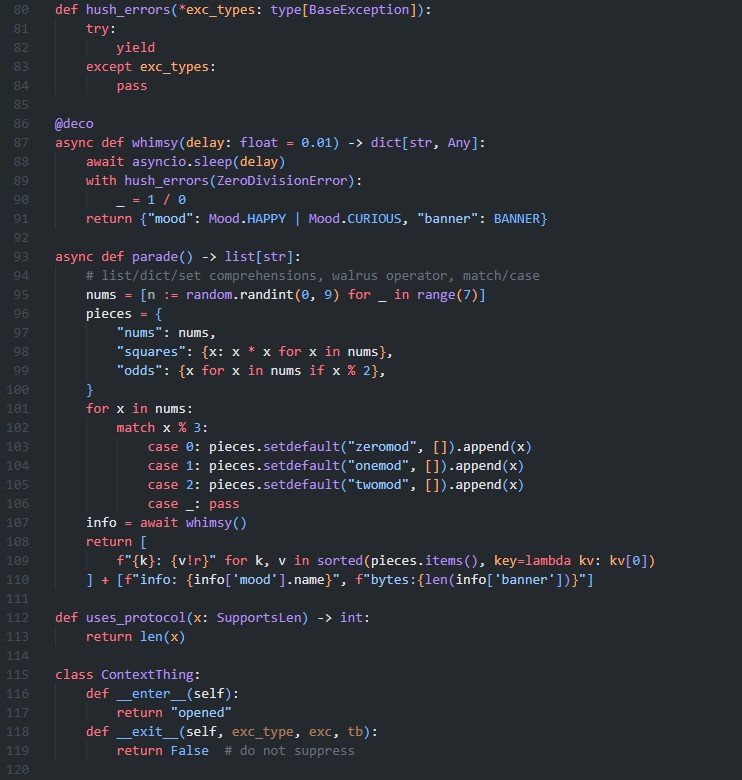 80 def hush_errors(*exc_types: type[BaseException]):
81     try:
82         yield
83     except exc_types:
84         pass
85
86 @deco
87 async def whimsy(delay: float = 0.01) -> dict[str, Any]:
88     await asyncio.sleep(delay)
89     with hush_errors(ZeroDivisionError):
90         _ = 1 / 0
91     return {"mood": Mood.HAPPY | Mood.CURIOUS, "banner": BANNER}
92
93 async def parade() -> list[str]:
94     # list/dict/set comprehensions, walrus operator, match/case
95     nums = [n := random.randint(0, 9) for _ in range(7)]
96     pieces = {
97         "nums": nums,
98         "squares": {x: x * x for x in nums},
99         "odds": {x for x in nums if x % 2},
100     }
101     for x in nums:
102         match x % 3:
103             case 0: pieces.setdefault("zeromod", []).append(x)
104             case 1: pieces.setdefault("onemod", []).append(x)
105             case 2: pieces.setdefault("twomod", []).append(x)
106             case _: pass
107     info = await whimsy()
108     return [
109         f"{k}: {v!r}" for k, v in sorted(pieces.items(), key=lambda kv: kv[0])
110     ] + [f"info: {info['mood'].name}", f"bytes:{len(info['banner'])}"]
111
112 def uses_protocol(x: SupportsLen) -> int:
113     return len(x)
114
115 class ContextThing:
116     def __enter__(self):
117         return "opened"
118     def __exit__(self, exc_type, exc, tb):
119         return False  # do not suppress
120